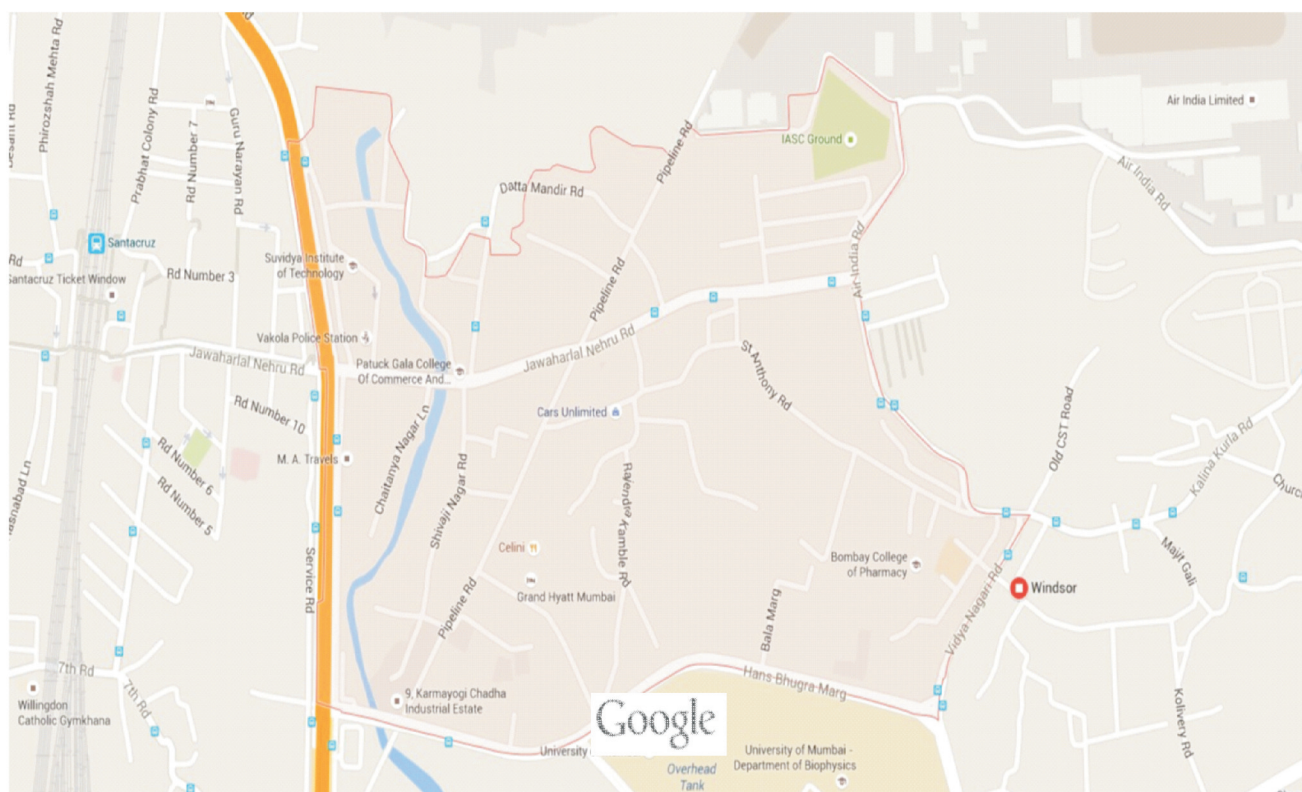 Rd
Desant Rd
Phirozshah Mehta Rd
Prabhat Colony Rd
Rd Number 7
Guru Narayan Rd
Santacruz
Rd
Santacruz Ticket Window
Rd Number 3
Suvidya Institute
of Technology
Vakola Police Station
Jawaharlal Nehru Rd
Patuck Gala College
Of Commerce And...
Datta Mandir Rd
Pipeline Rd
Pipeline Rd
Jawaharlal Nehru Rd
IASC Ground
Air India Limited
Air India Rd
Air India Rd
St Anthony Rd
Cars Unlimited
Rd Number 10
M. A. Travels
Rd Number 6
Rd Number 5
Chaitanya Nagar Ln
Shivaji Nagar Rd
Ravendra Kamble Rd
Old CST Road
Kalina Kurla Rd
Majit Gali
Celini
Grand Hyatt Mumbai
Bombay College
of Pharmacy
Windsor
Service Rd
Pipeline Rd
Bala Marg
Vidya Nagari Rd
7th Rd
7th Rd
Willingdon
Catholic Gymkhana
9, Karmayogi Chadha
Industrial Estate
Hans Bhugra Marg
Google
University
University of Mumbai -
Department of Biophysics
Overhead
Tank
Kolivery Rd